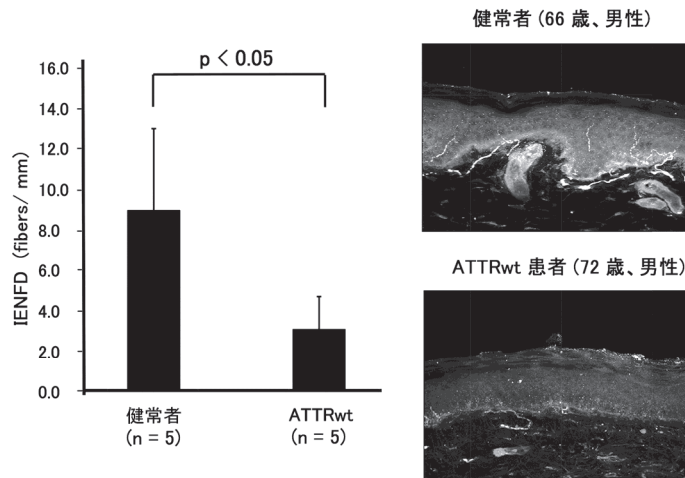 健常者 (66 歳、男性)
p < 0.05
16.0
14.0
12.0
10.0
8.0
6.0
4.0
2.0
0.0
IENFD (fibers/ mm)
健常者
(n = 5)
ATTRwt
(n = 5)
ATTRwt 患者 (72 歳、男性)